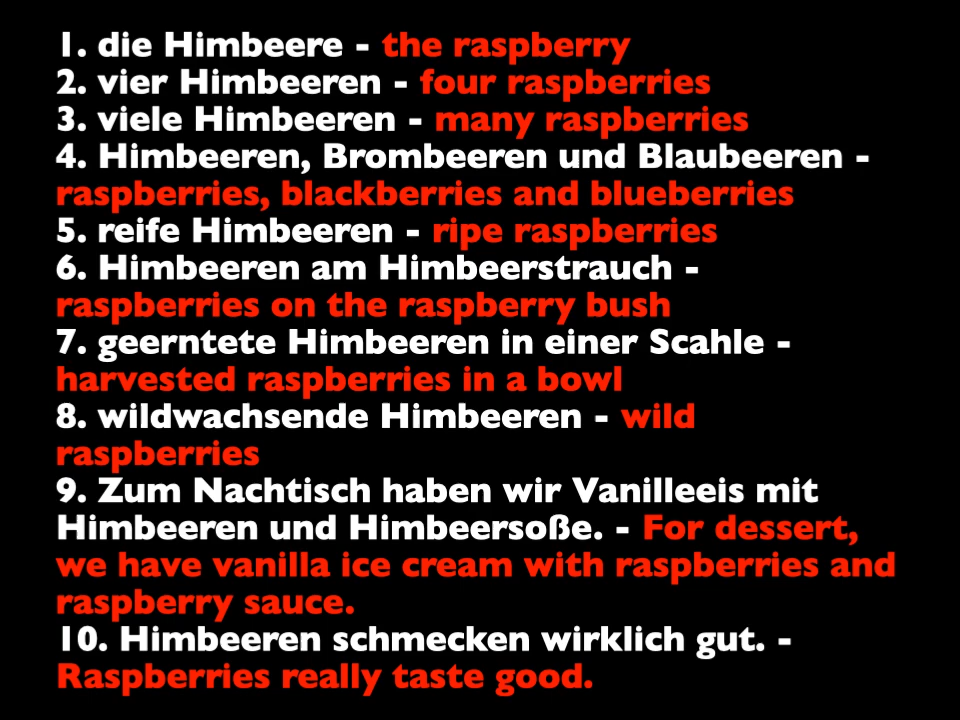 1. die Himbeere - the raspberry
2. vier Himbeeren - four raspberries
3. viele Himbeeren - many raspberries
4. Himbeeren, Brombeeren und Blaubeeren -
raspberries, blackberries and blueberries
5. reife Himbeeren - ripe raspberries
6. Himbeeren am Himbeerstrauch -
raspberries on the raspberry bush
7. geerntete Himbeeren in einer Scahle -
harvested raspberries in a bowl
8. wildwachsende Himbeeren - wild
raspberries
9. Zum Nachtisch haben wir Vanilleeis mit
Himbeeren und Himbeersoße. - For dessert,
we have vanilla ice cream with raspberries and
raspberry sauce.
10. Himbeeren schmecken wirklich gut. -
Raspberries really taste good.